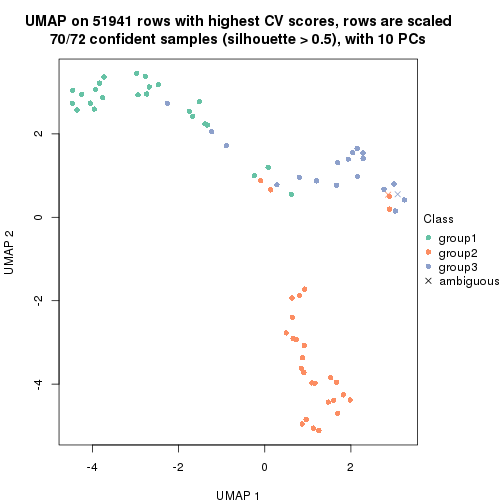 UMAP on 51941 rows with highest CV scores, rows are scaled
70/72 confident samples (silhouette > 0.5), with 10 PCs
2
0
-2
-4
UMAP 2
-4
-2
0
2
UMAP 1
Class
group1
group2
group3
ambiguous